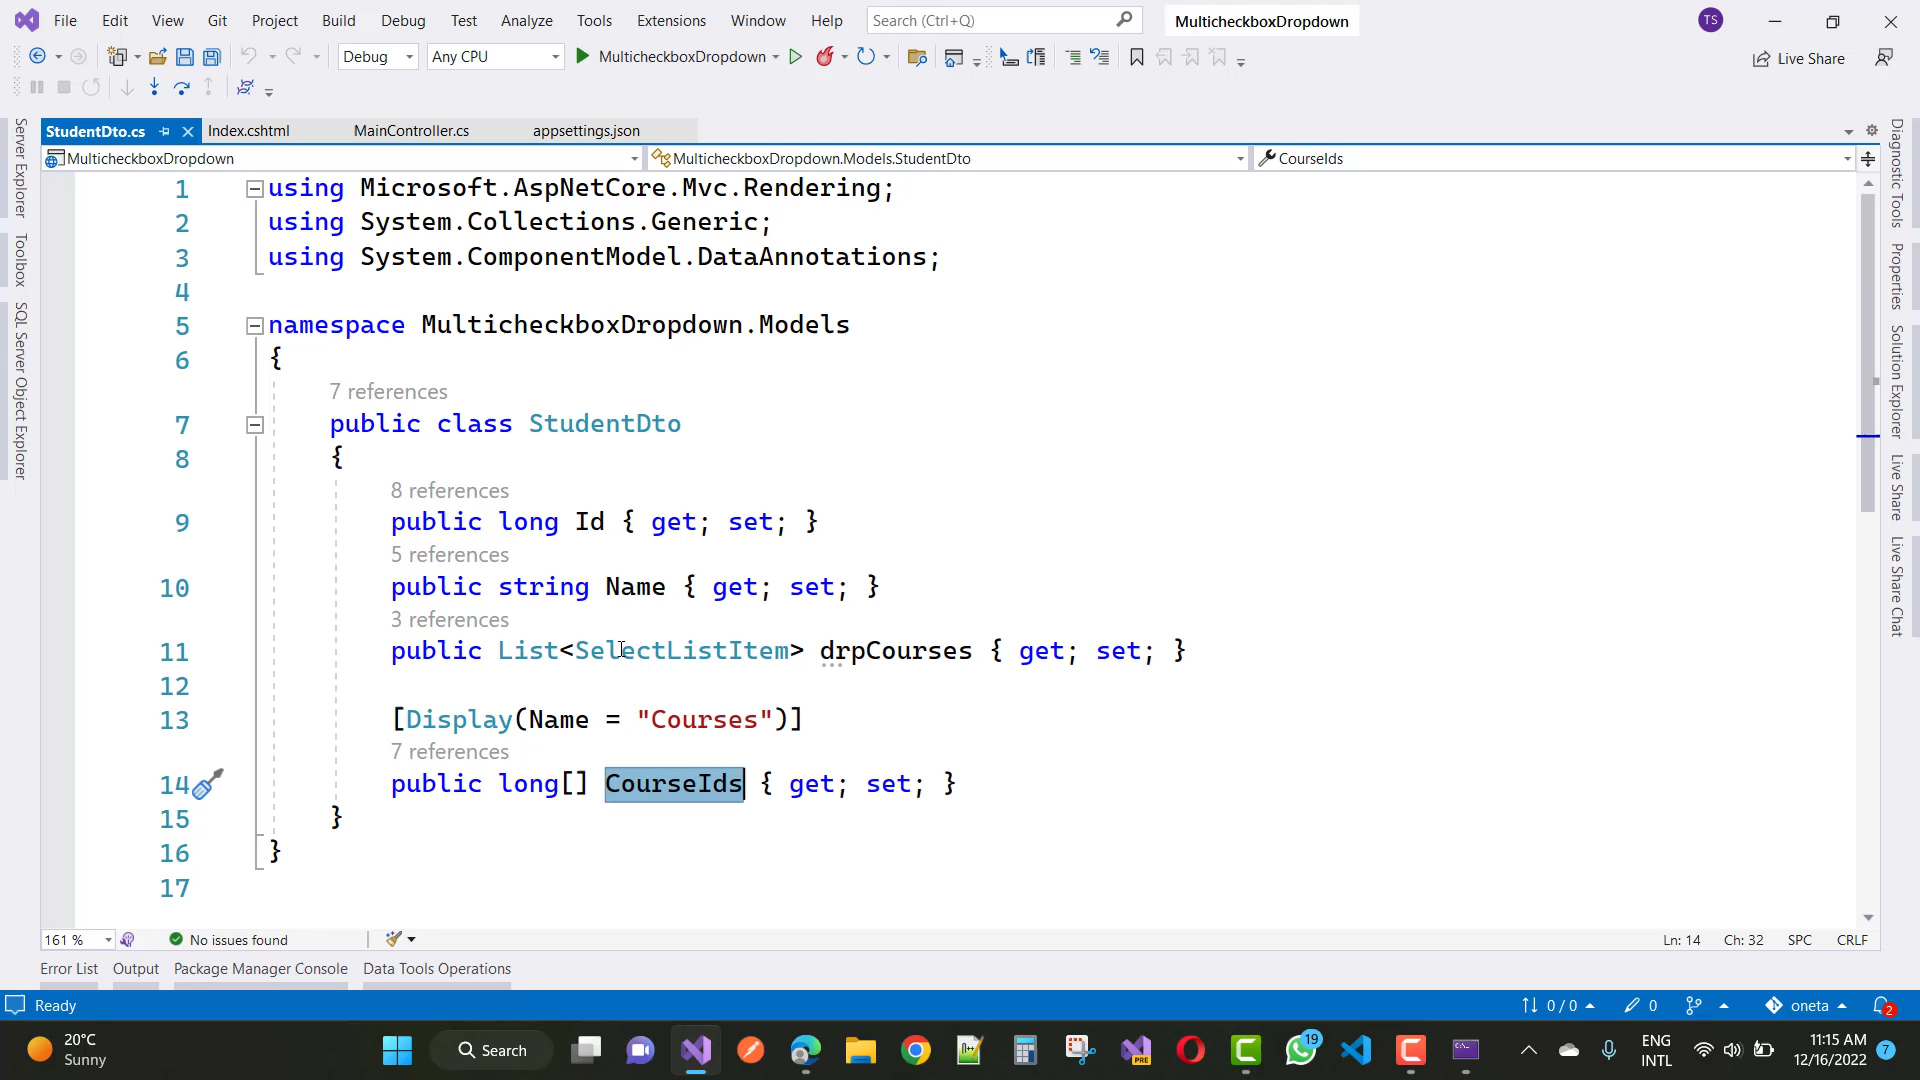 File Edit View Git Project Build Debug Test Analyze Tools Extensions Window Help Search (Ctrl+Q) MulticheckboxDropdown TS
Debug Any CPU MulticheckboxDropdown Live Share
StudentDto.cs Index.cshtml MainController.cs appsettings.json
MulticheckboxDropdown MulticheckboxDropdown.Models.StudentDto CourseIds
1 using Microsoft.AspNetCore.Mvc.Rendering;
2 using System.Collections.Generic;
3 using System.ComponentModel.DataAnnotations;
4
5 namespace MulticheckboxDropdown.Models
6 {
7 references
7 public class StudentDto
8 {
8 references
9 public long Id { get; set; }
5 references
10 public string Name { get; set; }
3 references
11 public List<SelectListItem> drpCourses { get; set; }
12
13 [Display(Name = "Courses")]
7 references
14 public long[] CourseIds { get; set; }
15 }
16 }
17
161 % No issues found Ln: 14 Ch: 32 SPC CRLF
Error List Output Package Manager Console Data Tools Operations
Ready 0 / 0 0 oneta 2
20°C
Sunny
Search
PRE
19
ENG
INTL
11:15 AM
12/16/2022
7
Server Explorer
Toolbox
SQL Server Object Explorer
Diagnostic Tools
Properties
Solution Explorer
Live Share
Live Share Chat